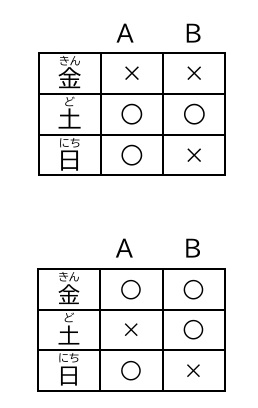 A B
きん
金 × ×
ど
土 ○ ○
にち
日 ○ ×
A B
きん
金 ○ ○
ど
土 × ○
にち
日 ○ ×